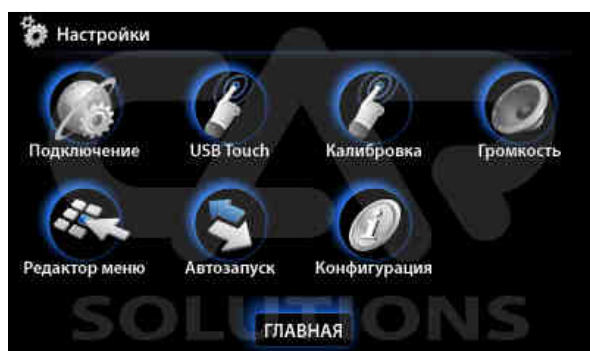 Настройки
Подключение USB Touch Калибровка Громкость
Редактор меню Автозапуск Конфигурация
SOLUTIONS
ГЛАВНАЯ